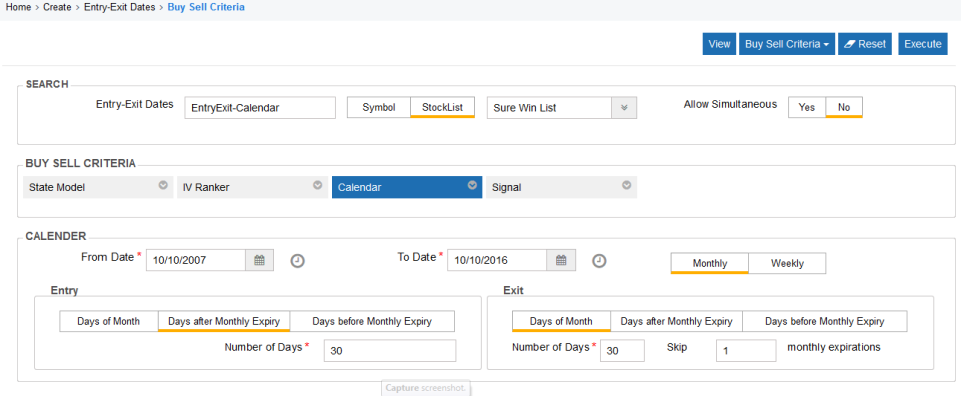 Home > Create > Entry-Exit Dates > Buy Sell Criteria
View Buy Sell Criteria Reset Execute
SEARCH
Entry-Exit Dates EntryExit-Calendar Symbol StockList Sure Win List Allow Simultaneous Yes No
BUY SELL CRITERIA
State Model IV Ranker Calendar Signal
CALENDER
From Date * 10/10/2007 To Date * 10/10/2016 Monthly Weekly
Entry Exit
Days of Month Days after Monthly Expiry Days before Monthly Expiry Days of Month Days after Monthly Expiry Days before Monthly Expiry
Number of Days * 30 Number of Days * 30 Skip 1 monthly expirations
Capture screenshot.